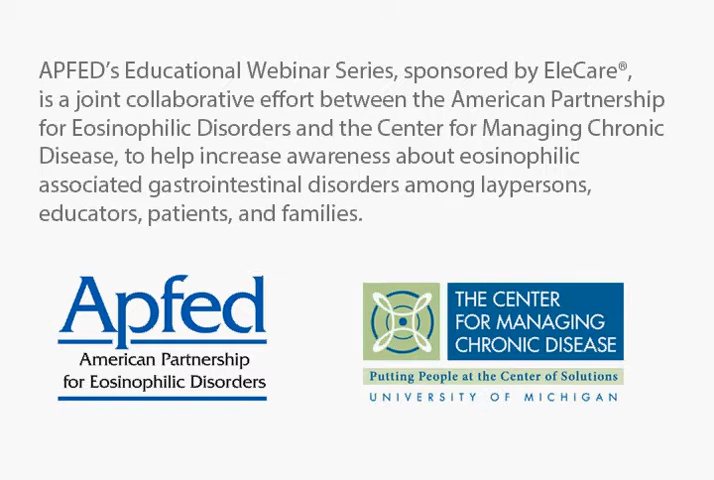 APFED’s Educational Webinar Series, sponsored by EleCare®,
is a joint collaborative effort between the American Partnership
for Eosinophilic Disorders and the Center for Managing Chronic
Disease, to help increase awareness about eosinophilic
associated gastrointestinal disorders among laypersons,
educators, patients, and families.
Apfed
American Partnership
for Eosinophilic Disorders
THE CENTER
FOR MANAGING
CHRONIC DISEASE
Putting People at the Center of Solutions
UNIVERSITY OF MICHIGAN